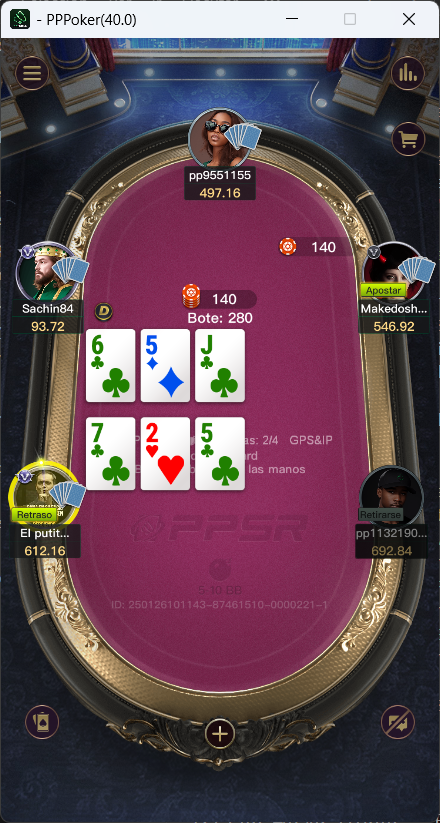 - PPPoker(40.0)
pp9551155
497.16
140
Sachin84
93.72
D
140
Bote: 280
Apostar
Makedosh...
546.92
6 5 J
7 2 5
as: 2/4 GPS&IP
rd
las manos
Retraso
El putit...
612.16
Retirarse
pp1132190...
692.84
PPSR
5-10 BB
ID: 250126101143-87461510-0000221-1